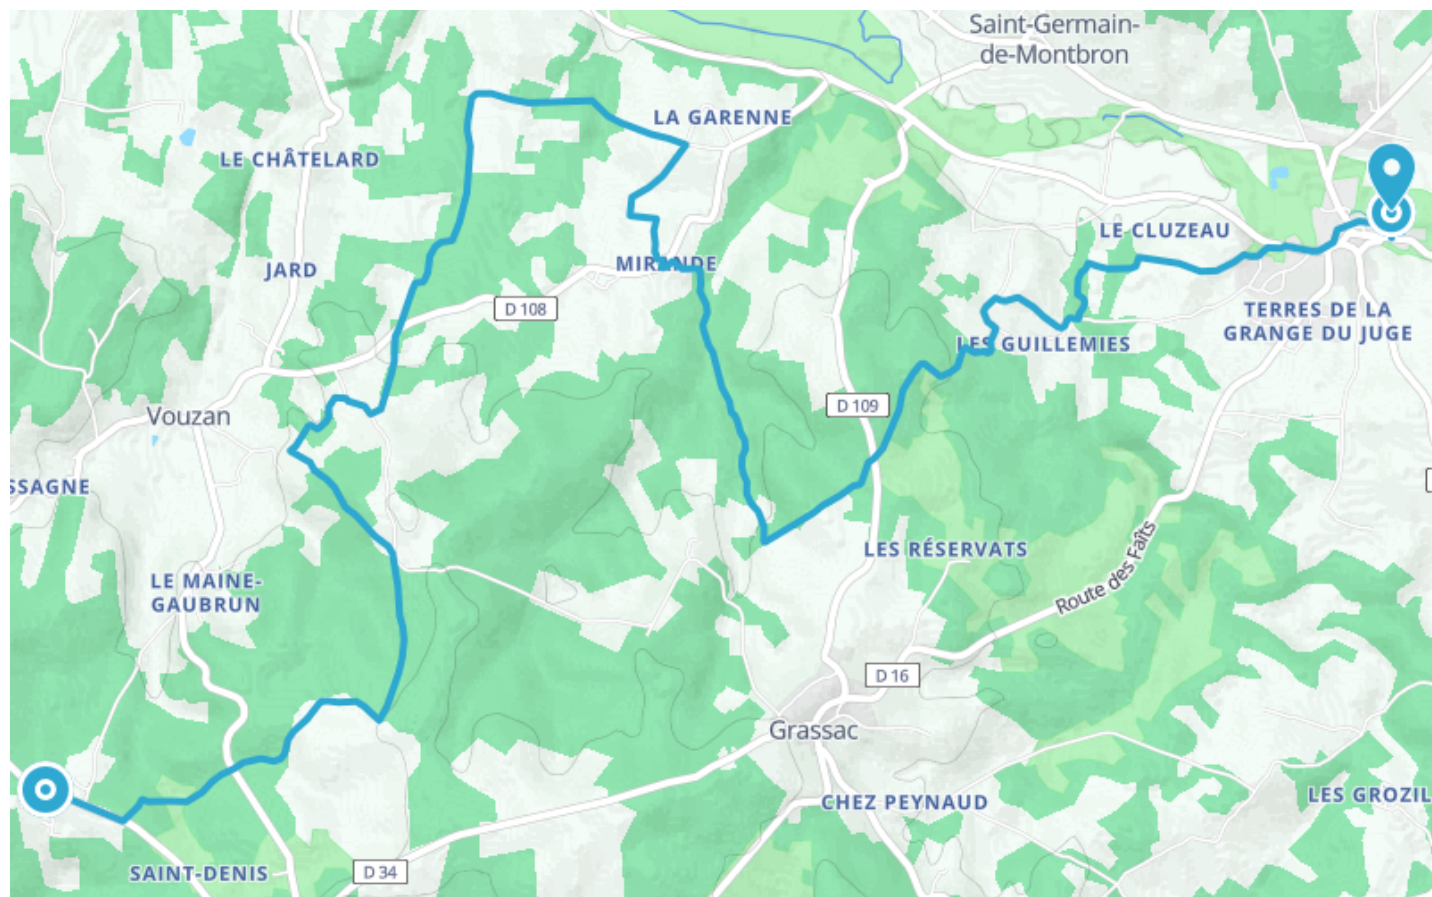 Saint-Germain-
de-Montbron
LA GARENNE
LE CHÂTELARD
LE CLUZEAU
JARD
MIRANDE
D 108
TERRES DE LA
GRANGE DU JUGE
LES GUILLEMIES
D 109
Vouzan
SSAGNE
LES RÉSERVATS
Route des Faîts
LE MAINE-
GAUBRUN
D 16
Grassac
CHEZ PEYNAUD
LES GROZIL
SAINT-DENIS
D 34